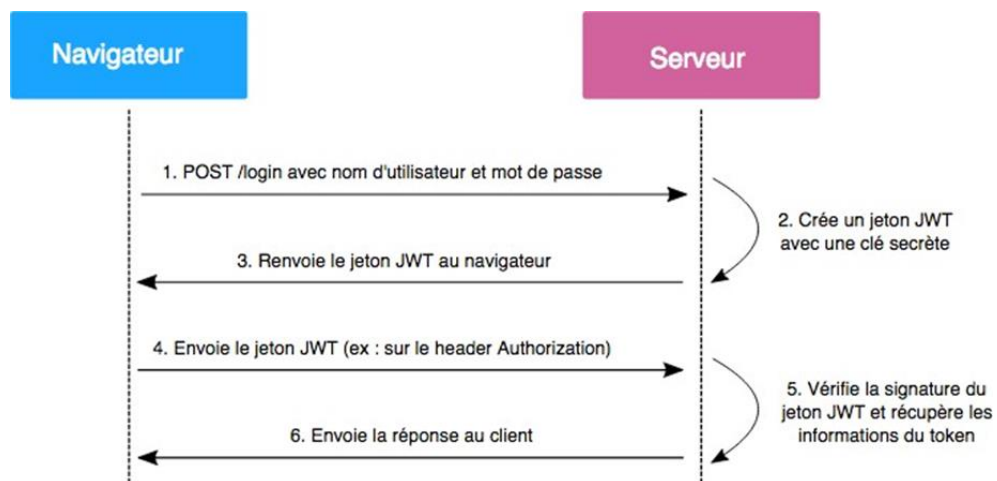 Navigateur
Serveur
1. POST /login avec nom d'utilisateur et mot de passe
2. Crée un jeton JWT
avec une clé secrète
3. Renvoie le jeton JWT au navigateur
4. Envoie le jeton JWT (ex : sur le header Authorization)
5. Vérifie la signature du
jeton JWT et récupère les
informations du token
6. Envoie la réponse au client